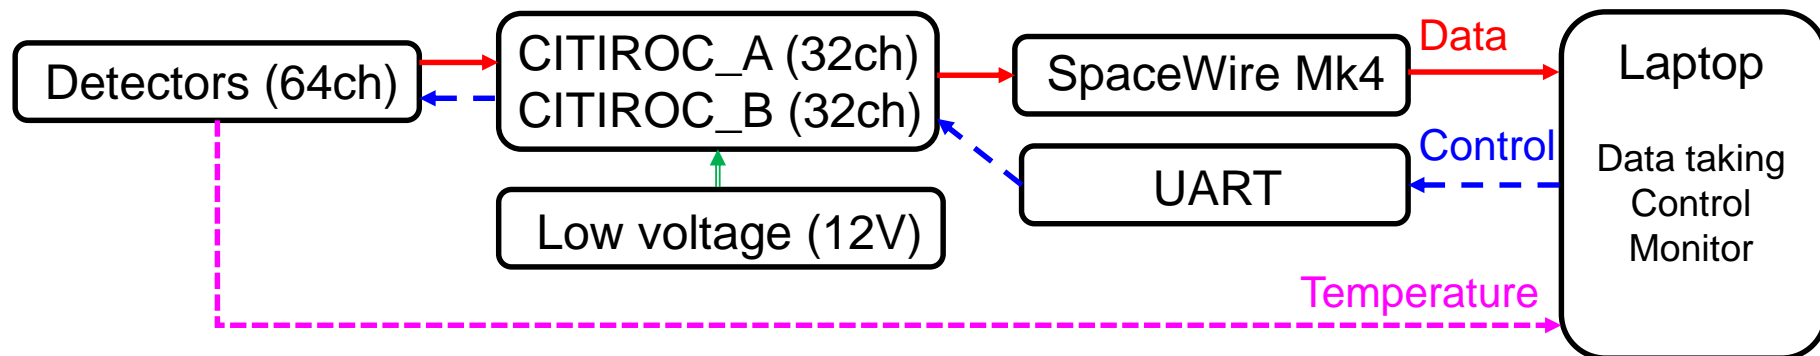 Detectors (64ch)
CITIROC_A (32ch)
CITIROC_B (32ch)
Low voltage (12V)
SpaceWire Mk4
UART
Data
Control
Temperature
Laptop
Data taking
Control
Monitor